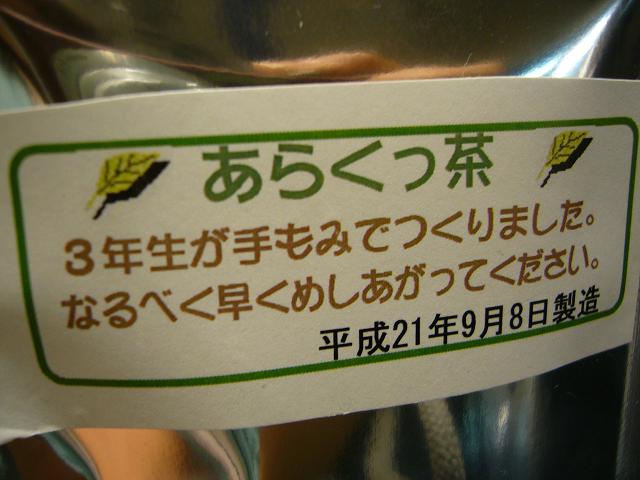 あらくっ茶
3年生が手もみでつくりました。
なるべく早くめしあがってください。
平成21年9月8日製造